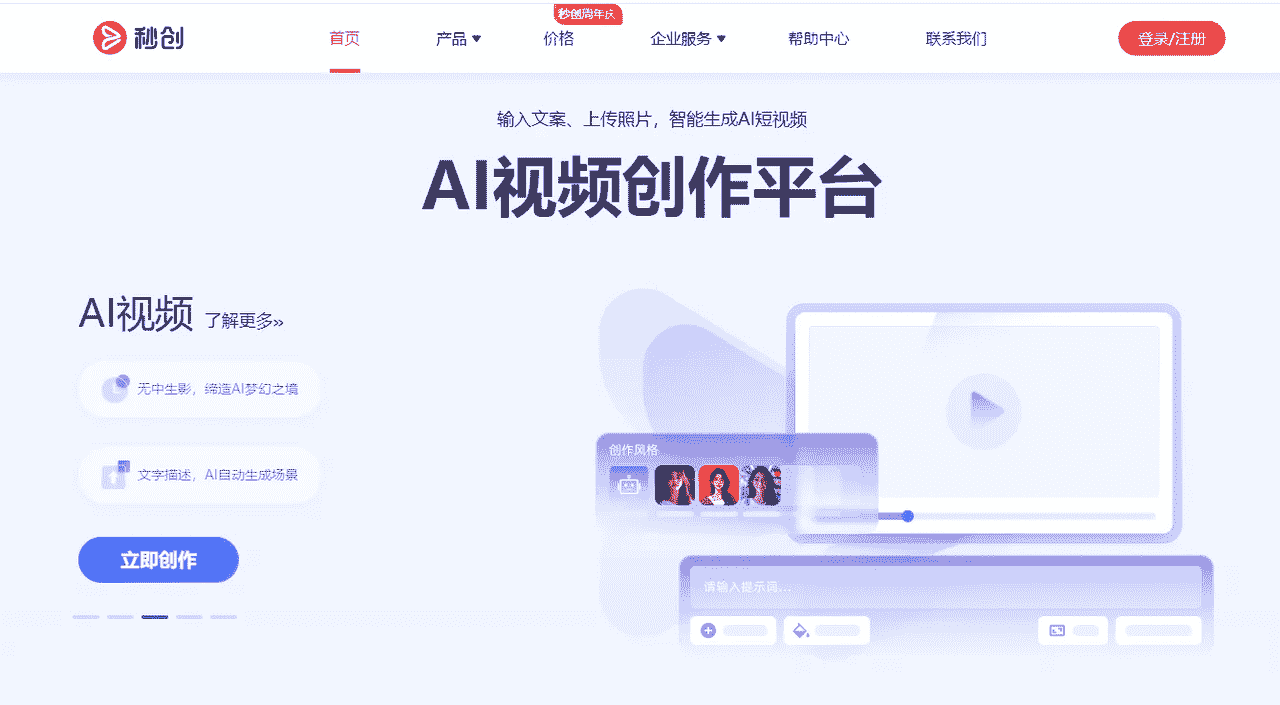 秒创周年庆
秒创
首页
产品
价格
企业服务
帮助中心
联系我们
登录/注册
输入文案、上传照片，智能生成AI短视频
AI视频创作平台
AI视频 了解更多»
无中生影，缔造AI梦幻之境
文字描述，AI自动生成场景
立即创作
创作风格
请输入提示词...